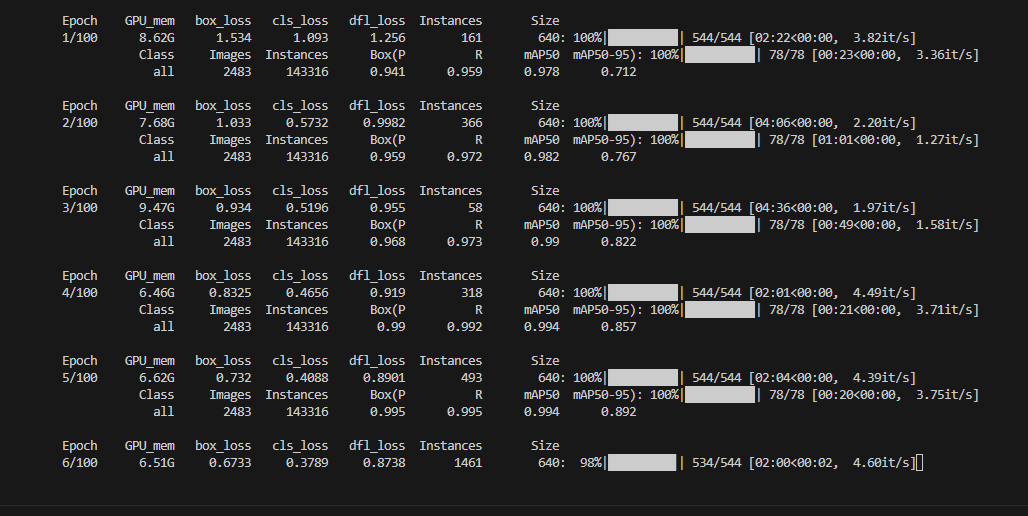 Epoch GPU_mem box_loss cls_loss dfl_loss Instances Size
1/100 8.62G 1.534 1.093 1.256 161 640: 100%|██████████| 544/544 [02:22<00:00, 3.82it/s]
Class Images Instances Box(P R mAP50 mAP50-95): 100%|██████████| 78/78 [00:23<00:00, 3.36it/s]
all 2483 143316 0.941 0.959 0.978 0.712
Epoch GPU_mem box_loss cls_loss dfl_loss Instances Size
2/100 7.68G 1.033 0.5732 0.9982 366 640: 100%|██████████| 544/544 [04:06<00:00, 2.20it/s]
Class Images Instances Box(P R mAP50 mAP50-95): 100%|██████████| 78/78 [01:01<00:00, 1.27it/s]
all 2483 143316 0.959 0.972 0.982 0.767
Epoch GPU_mem box_loss cls_loss dfl_loss Instances Size
3/100 9.47G 0.934 0.5196 0.955 58 640: 100%|██████████| 544/544 [04:36<00:00, 1.97it/s]
Class Images Instances Box(P R mAP50 mAP50-95): 100%|██████████| 78/78 [00:49<00:00, 1.58it/s]
all 2483 143316 0.968 0.973 0.99 0.822
Epoch GPU_mem box_loss cls_loss dfl_loss Instances Size
4/100 6.46G 0.8325 0.4656 0.919 318 640: 100%|██████████| 544/544 [02:01<00:00, 4.49it/s]
Class Images Instances Box(P R mAP50 mAP50-95): 100%|██████████| 78/78 [00:21<00:00, 3.71it/s]
all 2483 143316 0.99 0.992 0.994 0.857
Epoch GPU_mem box_loss cls_loss dfl_loss Instances Size
5/100 6.62G 0.732 0.4088 0.8901 493 640: 100%|██████████| 544/544 [02:04<00:00, 4.39it/s]
Class Images Instances Box(P R mAP50 mAP50-95): 100%|██████████| 78/78 [00:20<00:00, 3.75it/s]
all 2483 143316 0.995 0.995 0.994 0.892
Epoch GPU_mem box_loss cls_loss dfl_loss Instances Size
6/100 6.51G 0.6733 0.3789 0.8738 1461 640: 98%|█████████▊| 534/544 [02:00<00:02, 4.60it/s]